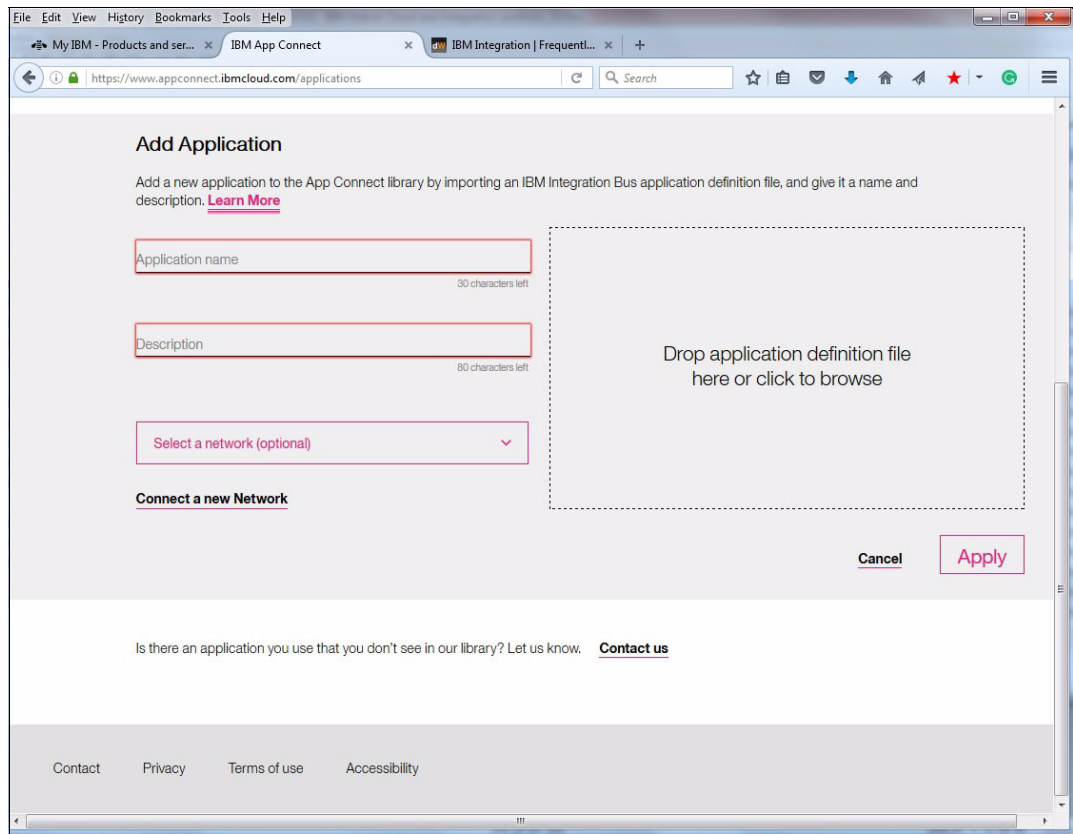 File Edit View History Bookmarks Tools Help
My IBM - Products and ser... IBM App Connect dW IBM Integration | Frequentl...
https://www.appconnect.ibmcloud.com/applications Search
Add Application
Add a new application to the App Connect library by importing an IBM Integration Bus application definition file, and give it a name and
description. Learn More
Application name
30 characters left
Description
80 characters left
Drop application definition file
here or click to browse
Select a network (optional)
Connect a new Network
Cancel Apply
Is there an application you use that you don't see in our library? Let us know. Contact us
Contact Privacy Terms of use Accessibility